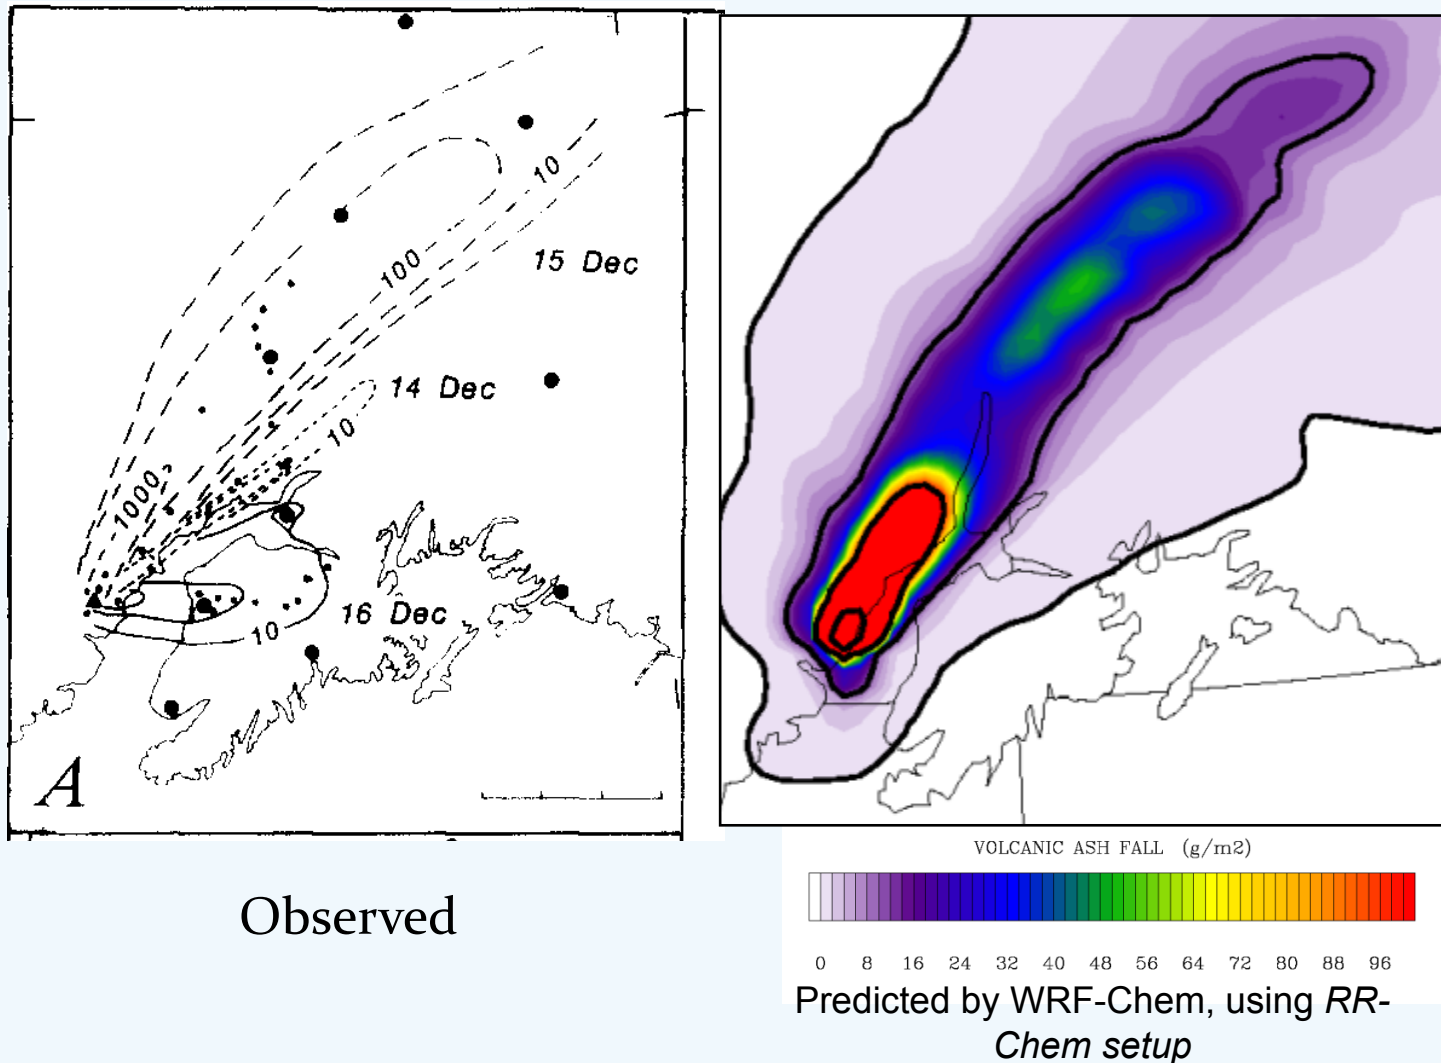 10
100
15 Dec
14 Dec
10
1000
16 Dec
10
A
VOLCANIC ASH FALL (g/m2)
0 8 16 24 32 40 48 56 64 72 80 88 96
Observed
Predicted by WRF-Chem, using RR-
Chem setup